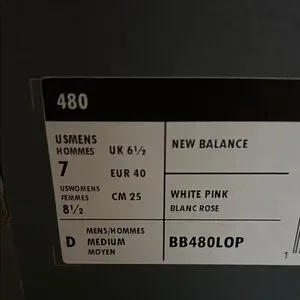 480
USMENS
HOMMES
7
UK 6½
EUR 40
USWOMENS
FEMMES
8½
CM 25
NEW BALANCE
WHITE PINK
BLANC ROSE
D
MENS/HOMMES
MEDIUM
MOYEN
BB480LOP
1